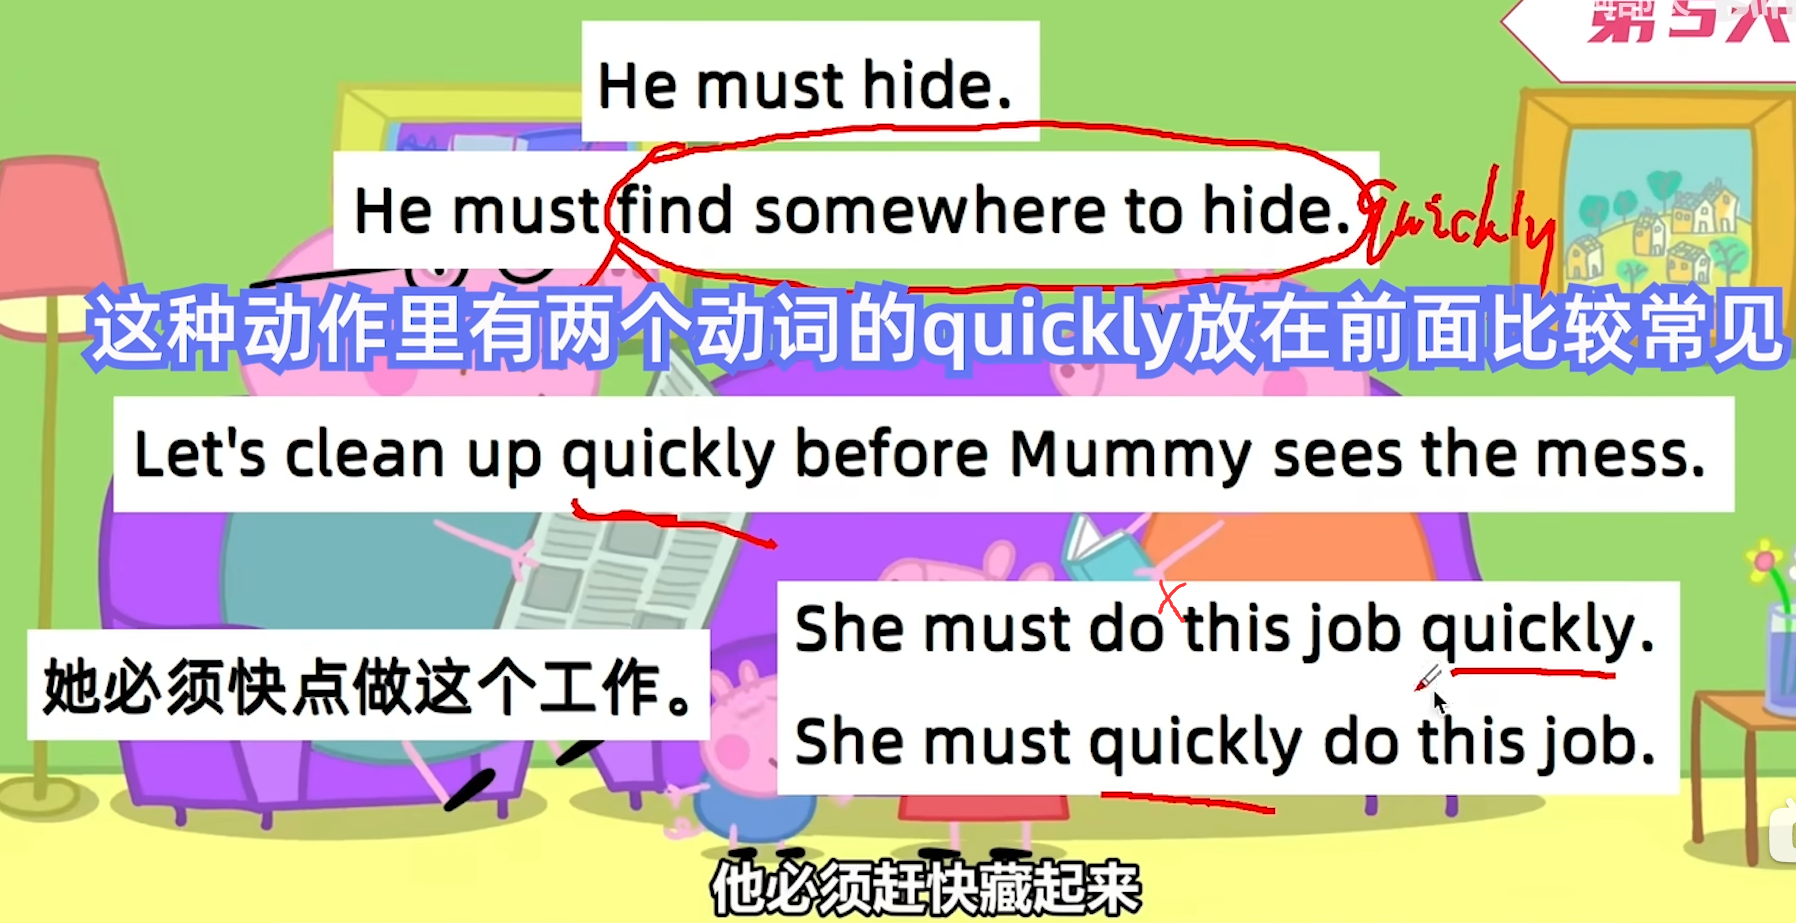 第5
He must hide.
He must find somewhere to hide. quickly
这种动作里有两个动词的quickly放在前面比较常见
Let's clean up quickly before Mummy sees the mess.
She must do this job quickly.
她必须快点做这个工作。
She must quickly do this job.
他必须赶快藏起来